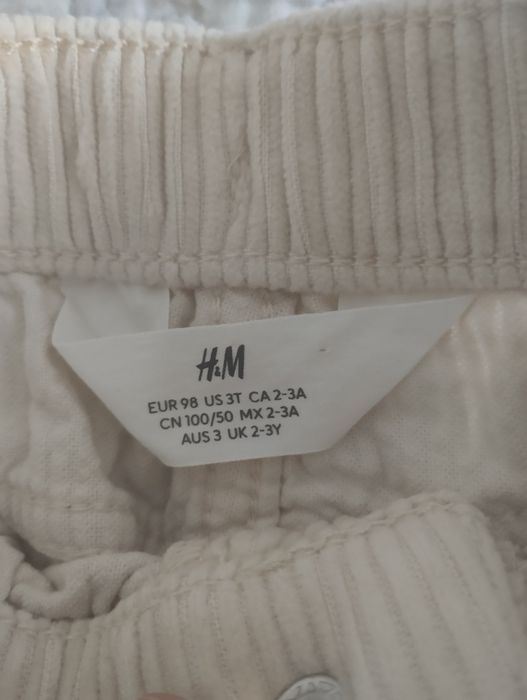 H&M
EUR 98 US 3T CA 2-3A
CN 100/50 MX 2-3A
AUS 3 UK 2-3Y